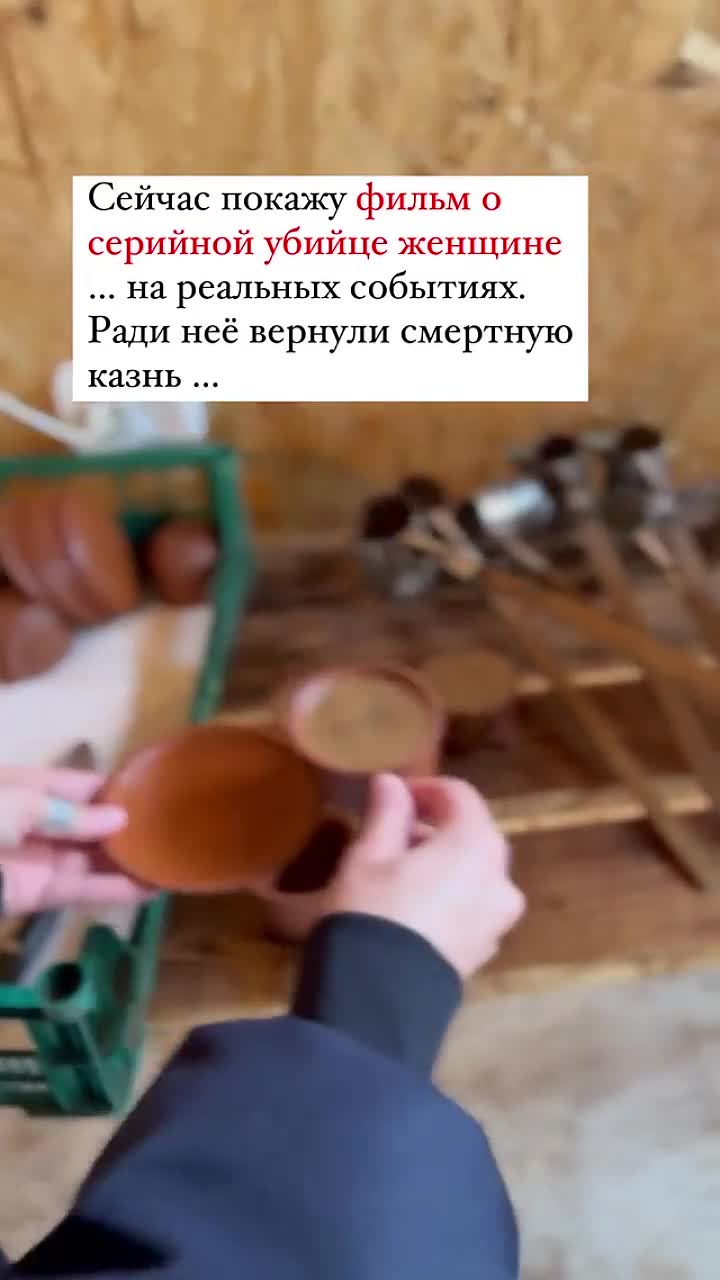 Сейчас покажу фильм о
серийной убийце женщине
... на реальных событиях.
Ради неё вернули смертную
казнь ...